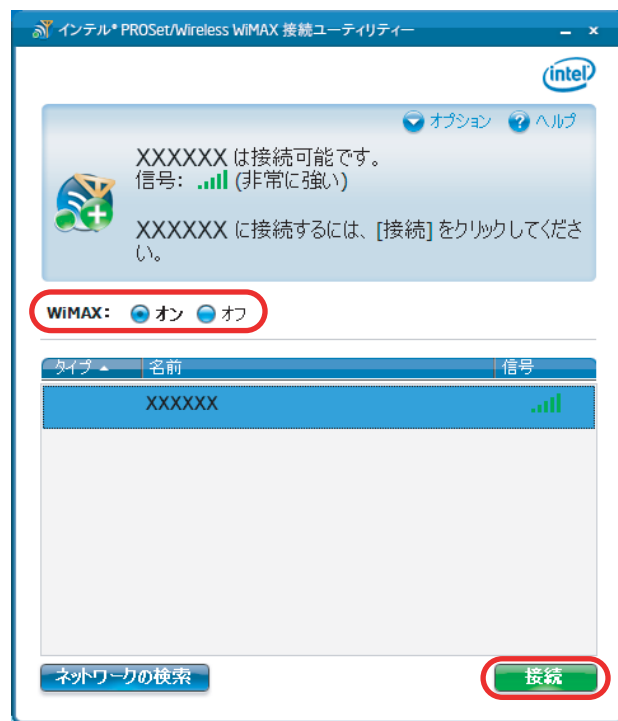 インテル® PROSet/Wireless WiMAX 接続ユーティリティー
intel
オプション ヘルプ
XXXXXX は接続可能です。
信号： (非常に強い)
XXXXXX に接続するには、[接続] をクリックしてくださ
い。
WiMAX： オン オフ
タイプ 名前 信号
XXXXXX
ネットワークの検索 接続